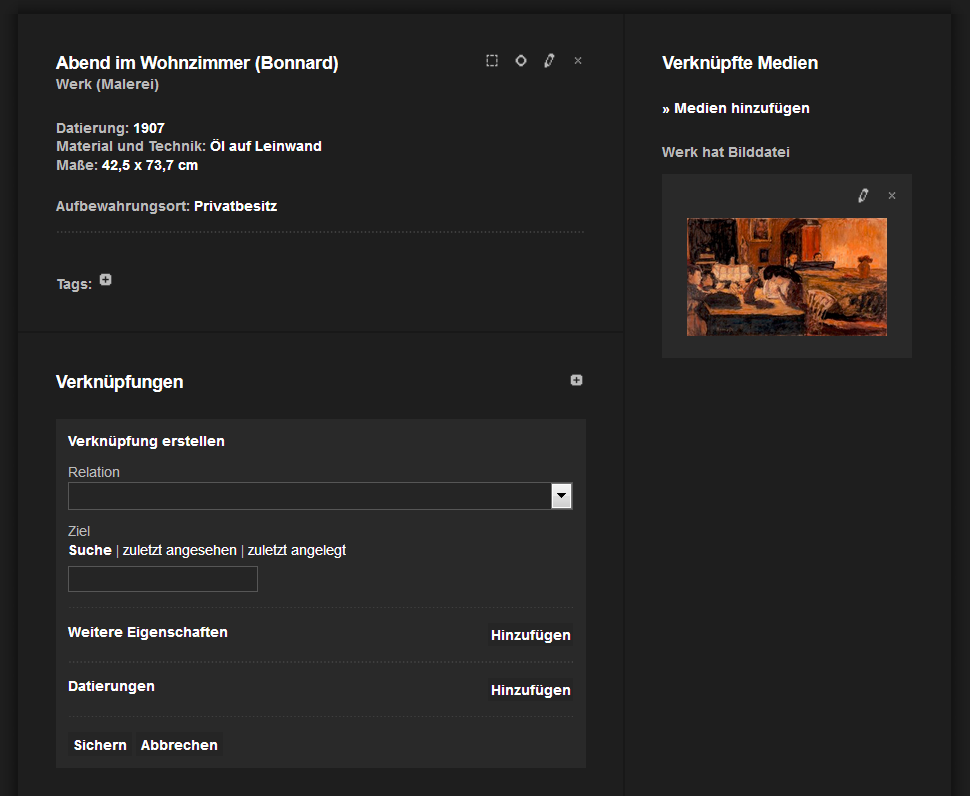 Abend im Wohnzimmer (Bonnard)
Werk (Malerei)
Datierung: 1907
Material und Technik: Öl auf Leinwand
Maße: 42,5 x 73,7 cm
Aufbewahrungsort: Privatbesitz
Tags:
Verknüpfungen
Verknüpfung erstellen
Relation
Ziel
Suche | zuletzt angesehen | zuletzt angelegt
Weitere Eigenschaften
Hinzufügen
Datierungen
Hinzufügen
Sichern Abbrechen
Verknüpfte Medien
» Medien hinzufügen
Werk hat Bilddatei